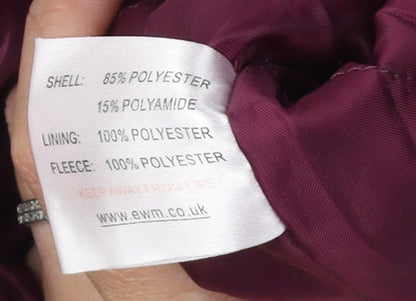 SHELL: 85% POLYESTER
15% POLYAMIDE
LINING: 100% POLYESTER
FLEECE: 100% POLYESTER
KEEP AWAY FROM FIRE
www.ewm.co.uk